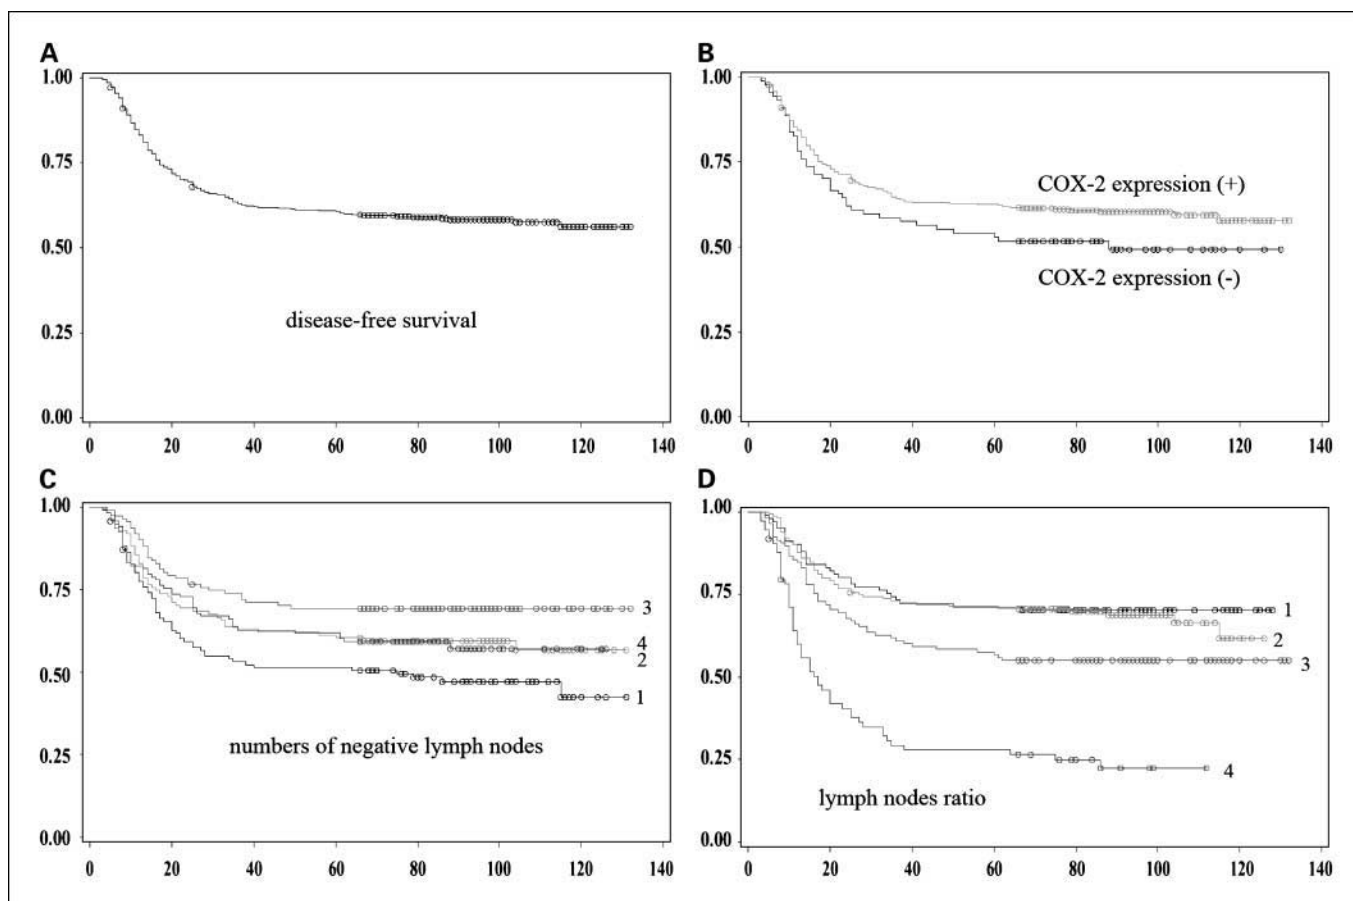 A
1.00
0.75
0.50
0.25
0.00
0 20 40 60 80 100 120 140
disease-free survival
B
1.00
0.75
0.50
0.25
0.00
0 20 40 60 80 100 120 140
COX-2 expression (+)
COX-2 expression (-)
C
1.00
0.75
0.50
0.25
0.00
0 20 40 60 80 100 120 140
3
4
2
1
numbers of negative lymph nodes
D
1.00
0.75
0.50
0.25
0.00
0 20 40 60 80 100 120 140
1
2
3
4
lymph nodes ratio